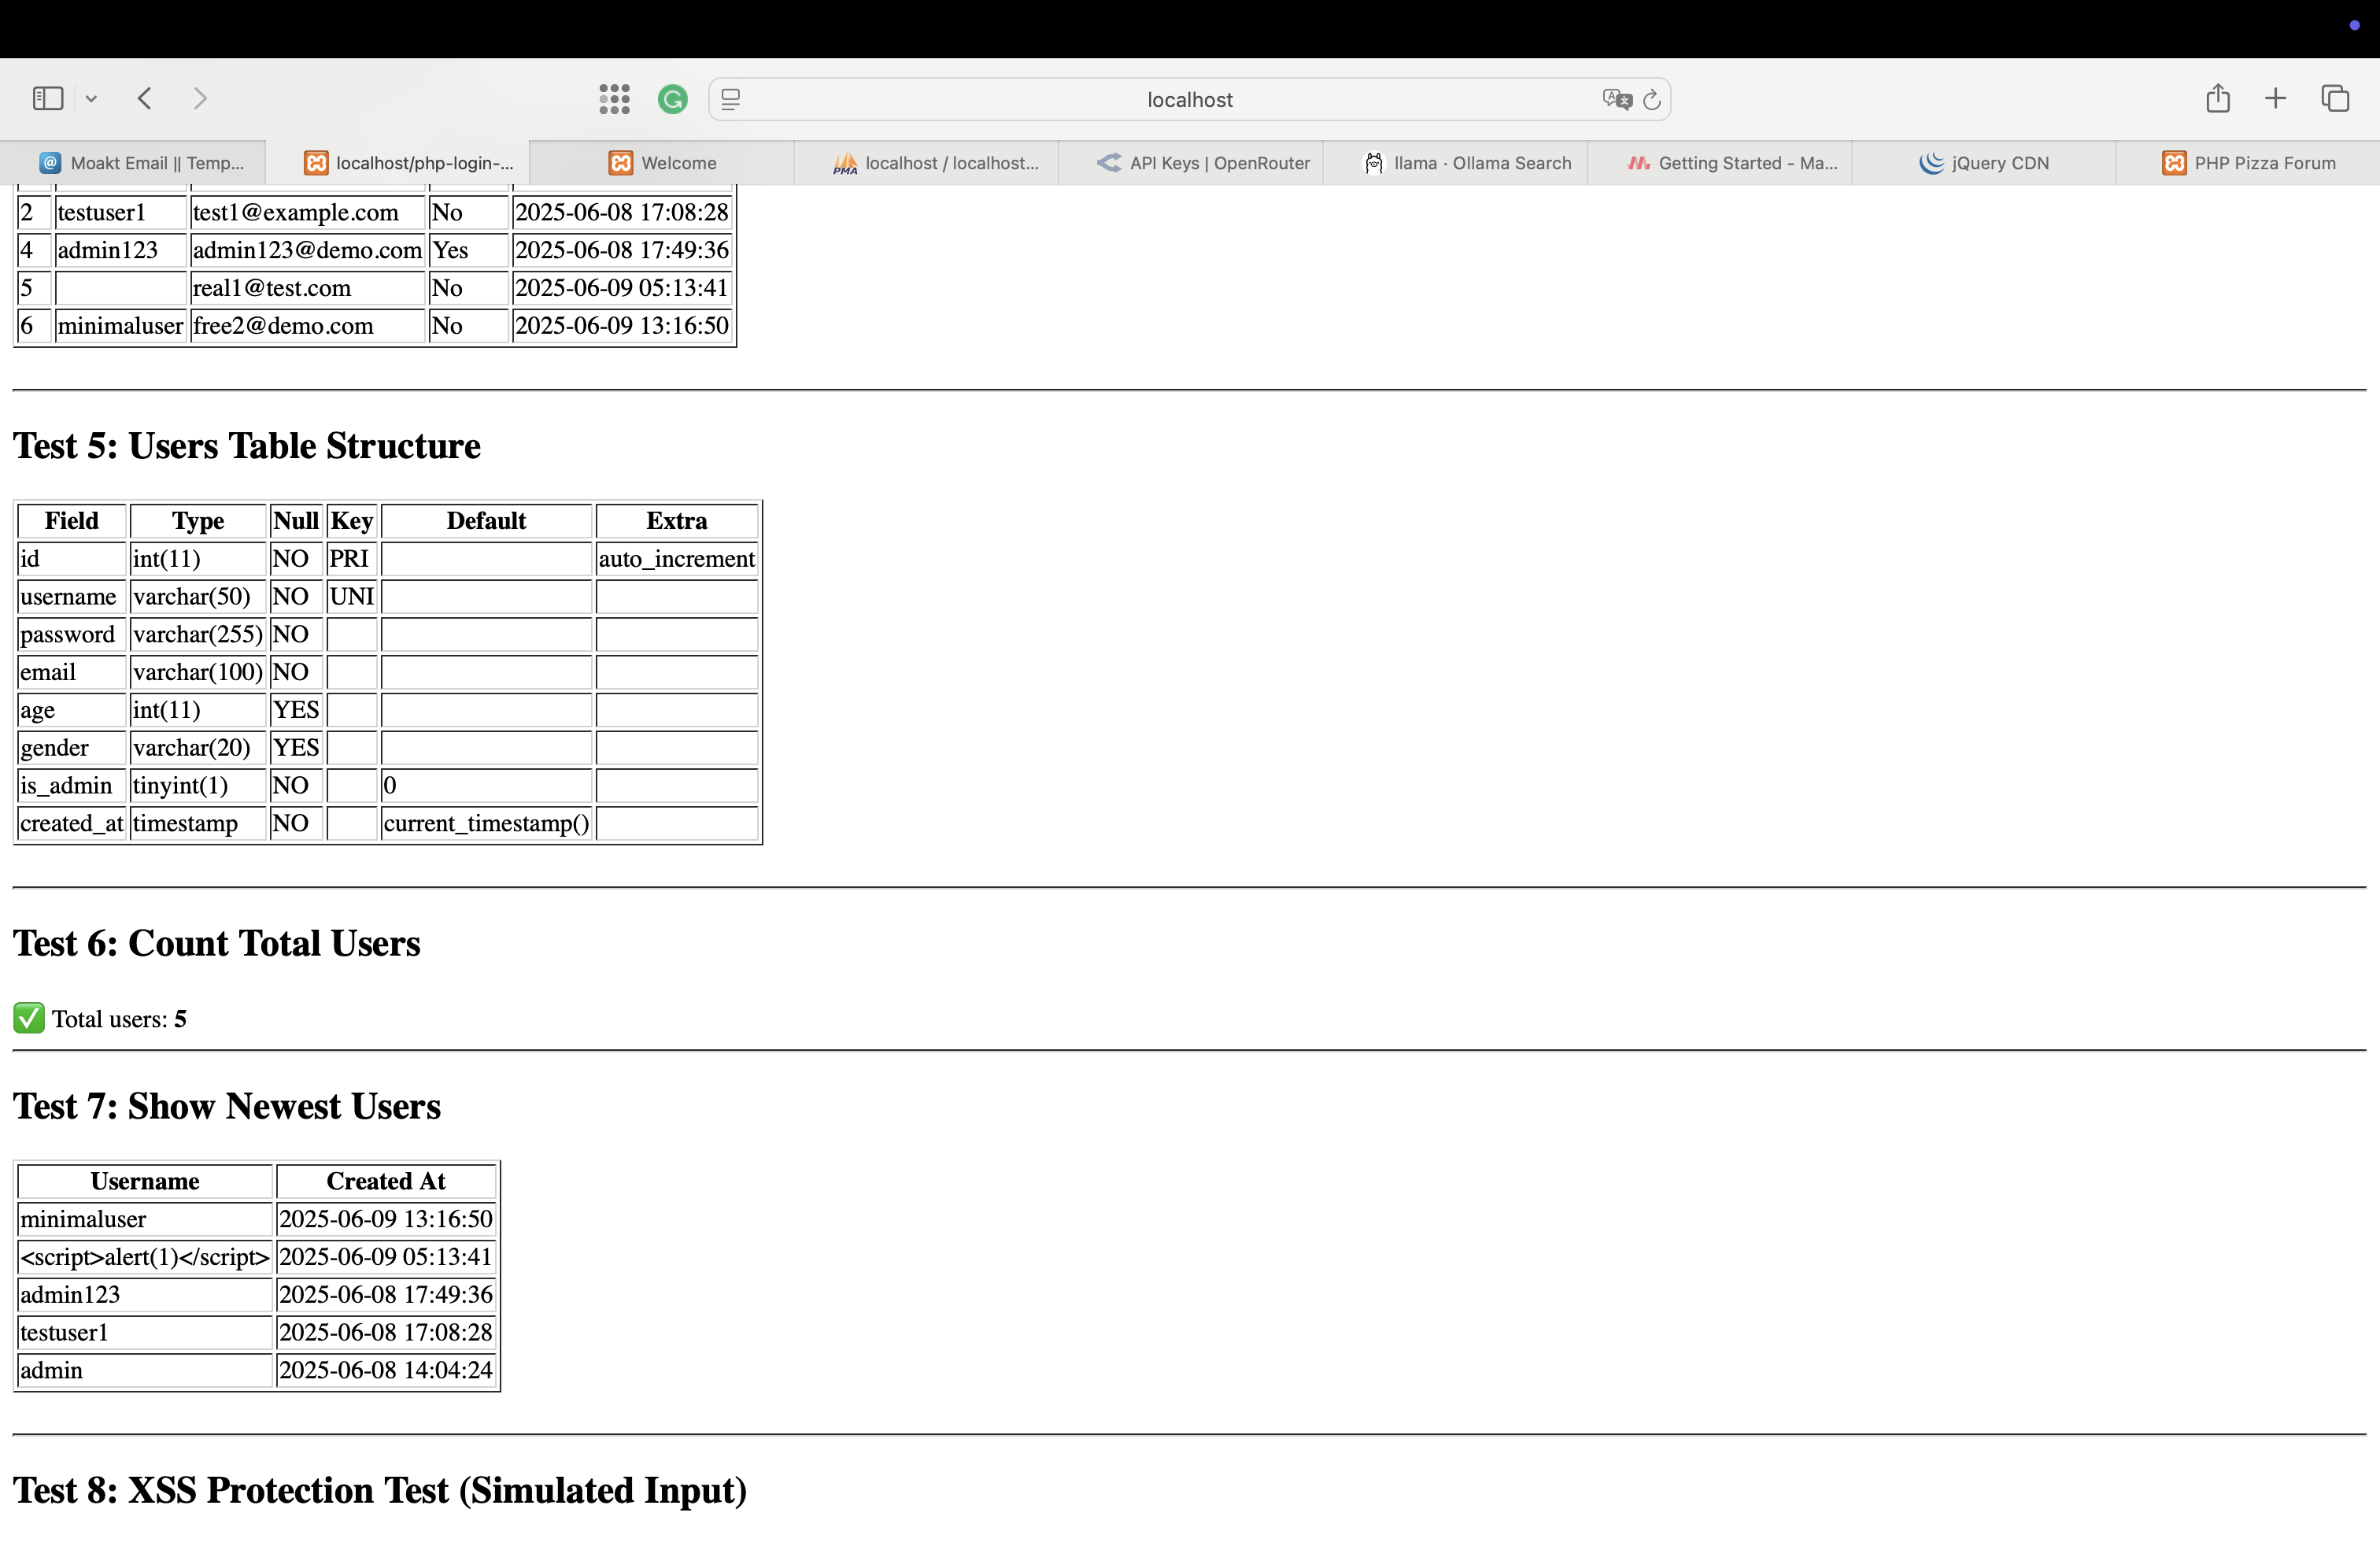 localhost
Moakt Email || Temp...
localhost/php-login-...
Welcome
PMA
localhost / localhost...
API Keys | OpenRouter
llama · Ollama Search
Getting Started - Ma...
jQuery CDN
PHP Pizza Forum
2 testuser1 test1@example.com No 2025-06-08 17:08:28
4 admin123 admin123@demo.com Yes 2025-06-08 17:49:36
5 real1@test.com No 2025-06-09 05:13:41
6 minimaluser free2@demo.com No 2025-06-09 13:16:50
Test 5: Users Table Structure
Field Type Null Key Default Extra
id int(11) NO PRI auto_increment
username varchar(50) NO UNI
password varchar(255) NO
email varchar(100) NO
age int(11) YES
gender varchar(20) YES
is_admin tinyint(1) NO 0
created_at timestamp NO current_timestamp()
Test 6: Count Total Users
✅ Total users: 5
Test 7: Show Newest Users
Username Created At
minimaluser 2025-06-09 13:16:50
<script>alert(1)</script> 2025-06-09 05:13:41
admin123 2025-06-08 17:49:36
testuser1 2025-06-08 17:08:28
admin 2025-06-08 14:04:24
Test 8: XSS Protection Test (Simulated Input)